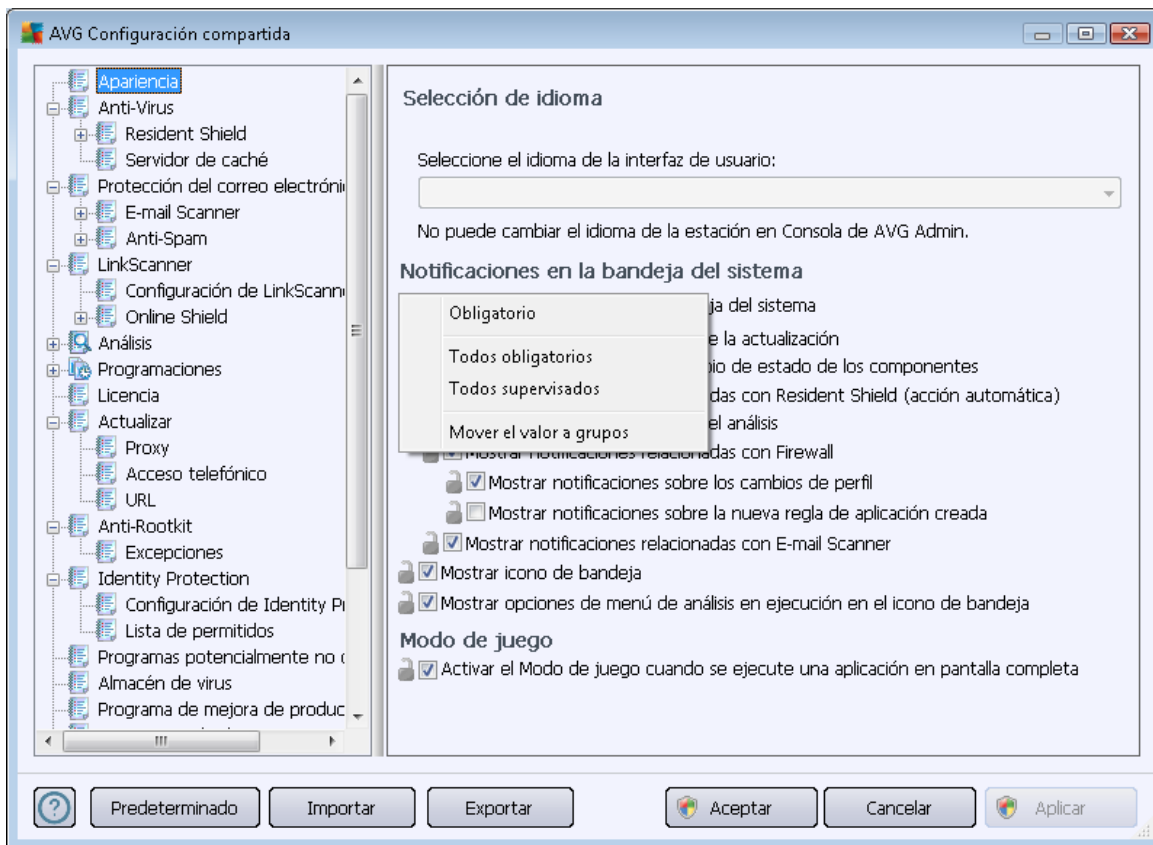 AVG Configuración compartida
Apariencia
Anti-Virus
Resident Shield
Servidor de caché
Protección del correo electróni
E-mail Scanner
Anti-Spam
LinkScanner
Configuración de LinkScann
Online Shield
Análisis
Programaciones
Licencia
Actualizar
Proxy
Acceso telefónico
URL
Anti-Rootkit
Excepciones
Identity Protection
Configuración de Identity P
Lista de permitidos
Programas potencialmente no
Almacén de virus
Programa de mejora de produc
Selección de idioma
Seleccione el idioma de la interfaz de usuario:
No puede cambiar el idioma de la estación en Consola de AVG Admin.
Notificaciones en la bandeja del sistema
ja del sistema
Obligatorio
e la actualización
Todos obligatorios
io de estado de los componentes
Todos supervisados
das con Resident Shield (acción automática)
el análisis
Mover el valor a grupos
Mostrar notificaciones relacionadas con Firewall
Mostrar notificaciones sobre los cambios de perfil
Mostrar notificaciones sobre la nueva regla de aplicación creada
Mostrar notificaciones relacionadas con E-mail Scanner
Mostrar icono de bandeja
Mostrar opciones de menú de análisis en ejecución en el icono de bandeja
Modo de juego
Activar el Modo de juego cuando se ejecute una aplicación en pantalla completa
Predeterminado
Importar
Exportar
Aceptar
Cancelar
Aplicar